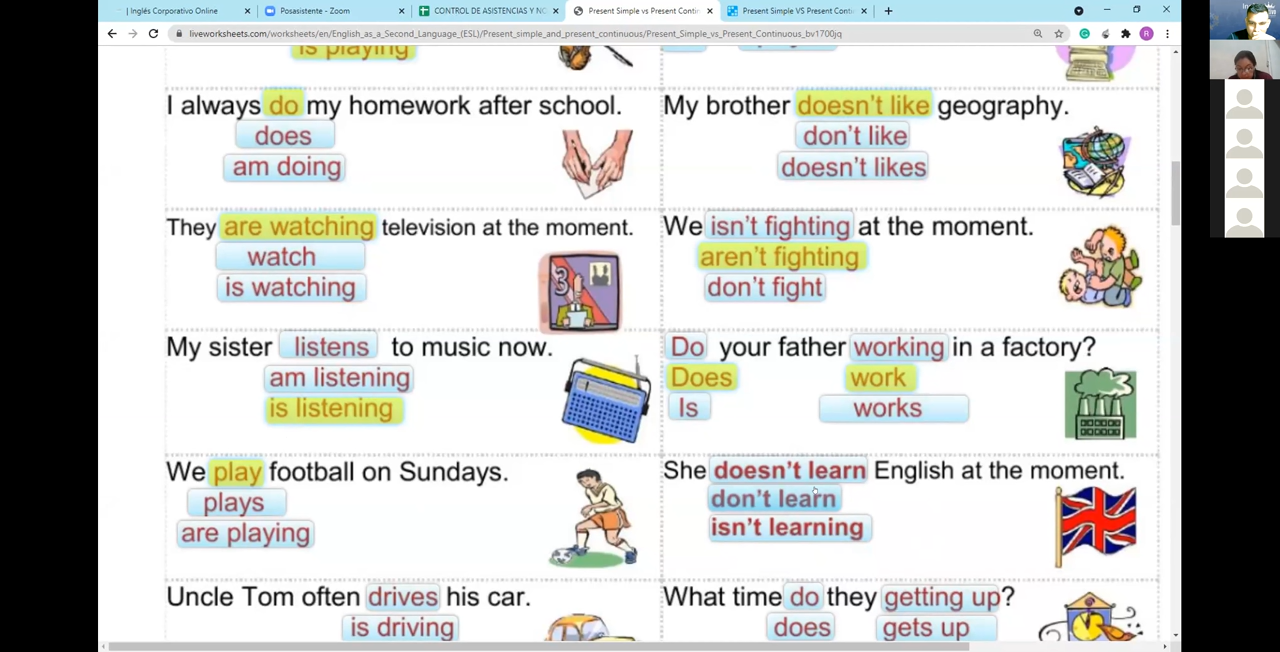 Inglés Corporativo Online
Posasistente - Zoom
CONTROL DE ASISTENCIAS Y NO
Present Simple vs Present Contin
Present Simple VS Present Contin
liveworksheets.com/worksheets/en/English_as_a_Second_Language_(ESL)/Present_simple_and_present_continuous/Present_Simple_vs_Present_Continuous_bv1700jq
R
is playing
I always do my homework after school.
does
am doing
My brother doesn't like geography.
don't like
doesn't likes
They are watching television at the moment.
watch
is watching
3
We isn't fighting at the moment.
aren't fighting
don't fight
My sister listens to music now.
am listening
is listening
Do your father working in a factory?
Does work
Is works
We play football on Sundays.
plays
are playing
She doesn't learn English at the moment.
don't learn
isn't learning
Uncle Tom often drives his car.
is driving
What time do they getting up?
does gets up